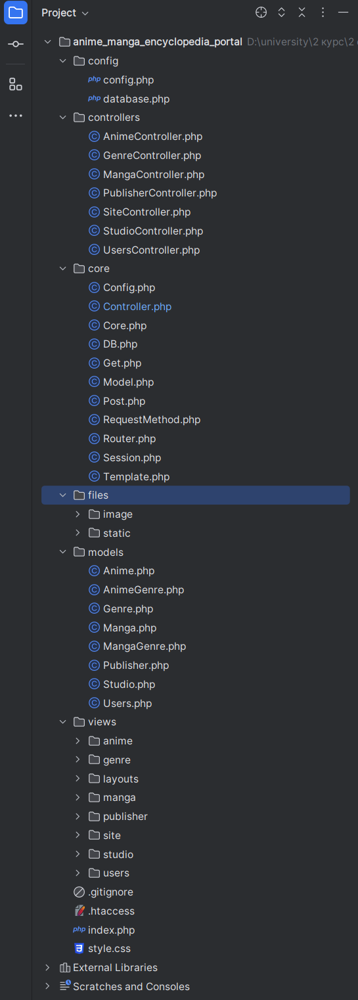 Project
anime_manga_encyclopedia_portal D:\university\2 курс\2
config
php config.php
php database.php
controllers
C AnimeController.php
C GenreController.php
C MangaController.php
C PublisherController.php
C SiteController.php
C StudioController.php
C UsersController.php
core
C Config.php
C Controller.php
C Core.php
C DB.php
C Get.php
C Model.php
C Post.php
C RequestMethod.php
C Router.php
C Session.php
C Template.php
files
image
static
models
C Anime.php
C AnimeGenre.php
C Genre.php
C Manga.php
C MangaGenre.php
C Publisher.php
C Studio.php
C Users.php
views
anime
genre
layouts
manga
publisher
site
studio
users
.gitignore
.htaccess
php index.php
3 style.css
External Libraries
Scratches and Consoles